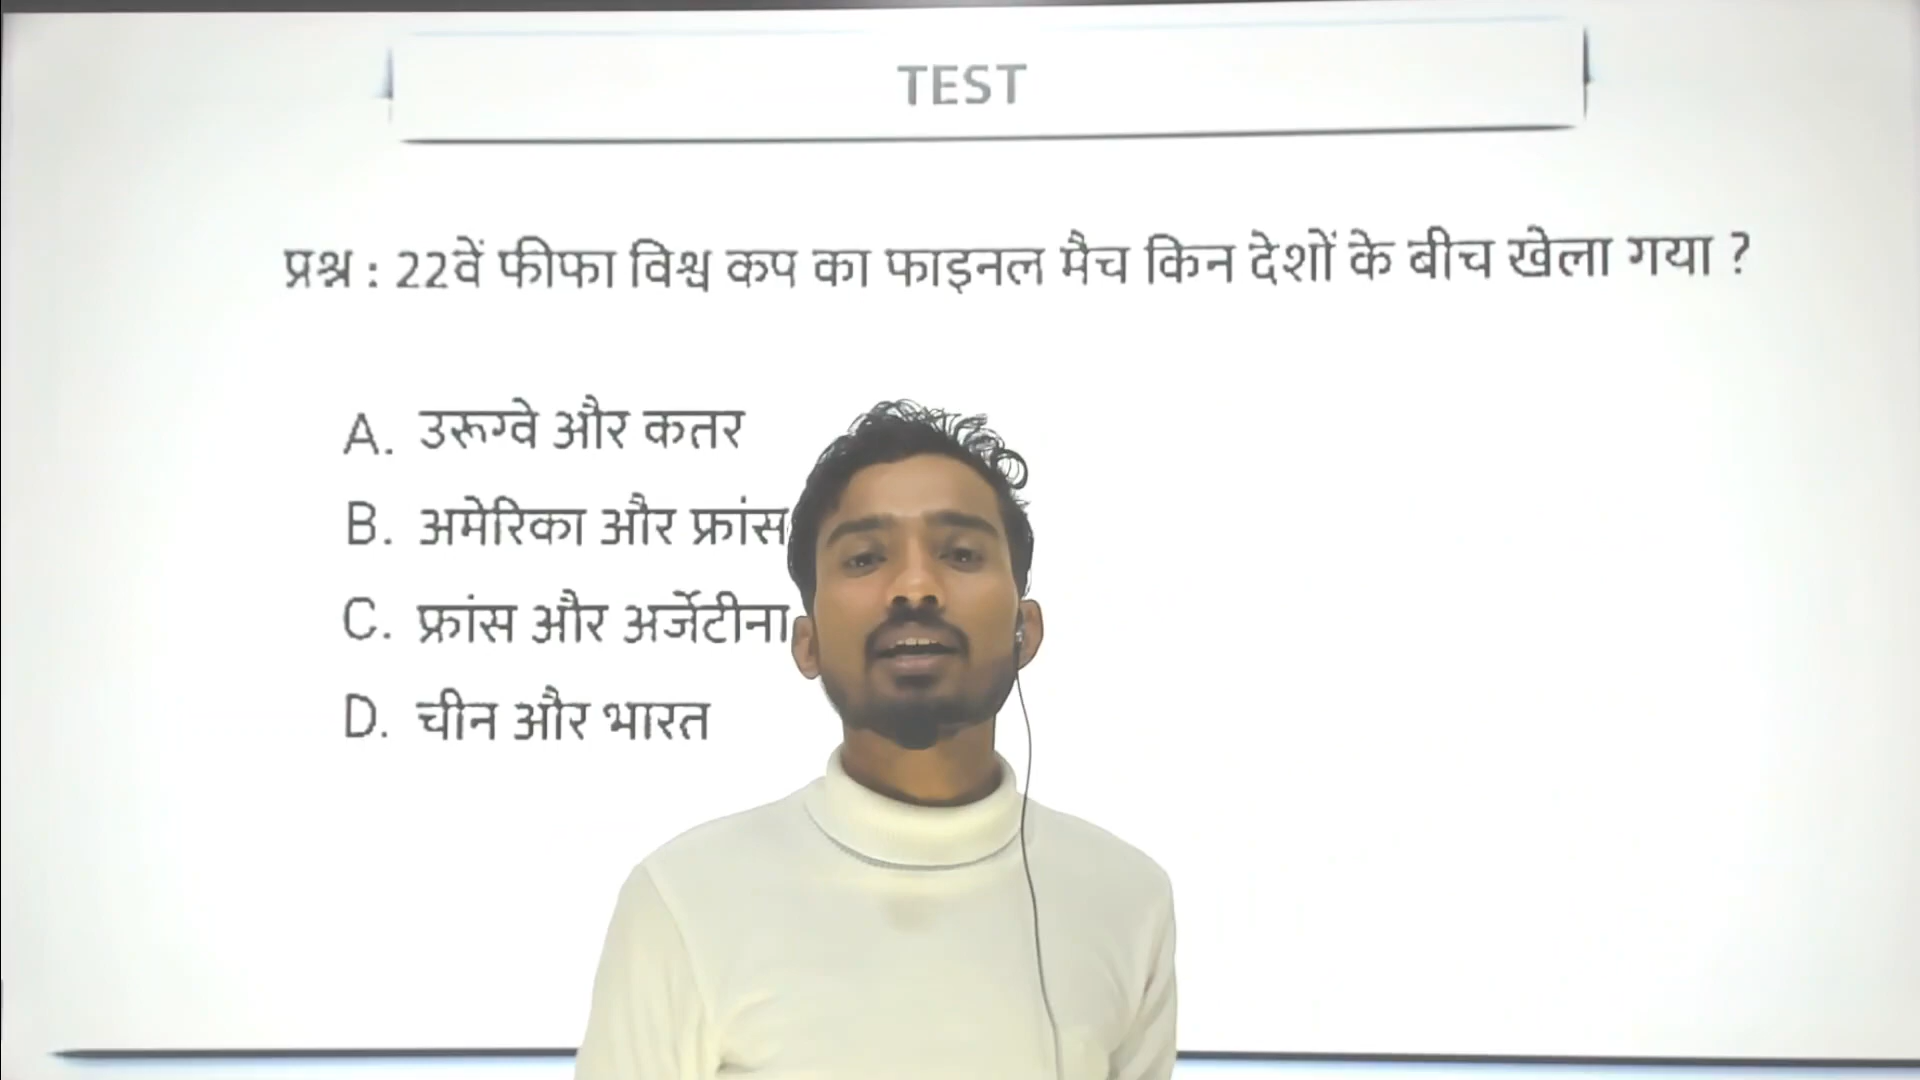 TEST
प्रश्न : 22वें फीफा विश्व कप का फाइनल मैच किन देशों के बीच खेला गया ?
A. उरूग्वे और कतर
B. अमेरिका और फ्रांस
C. फ्रांस और अर्जेटीना
D. चीन और भारत